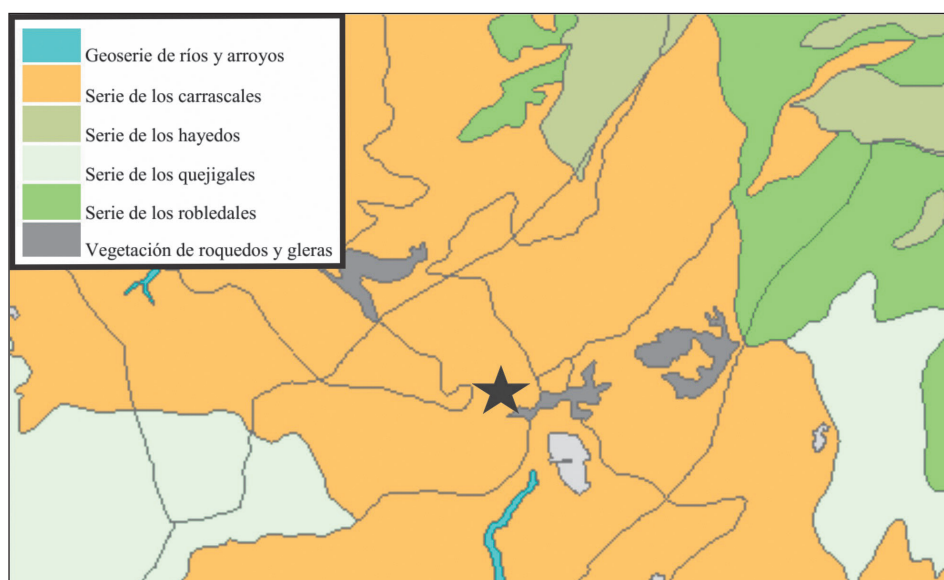 Geoserie de ríos y arroyos
Serie de los carrascales
Serie de los hayedos
Serie de los quejigales
Serie de los robledales
Vegetación de roquedos y gleras